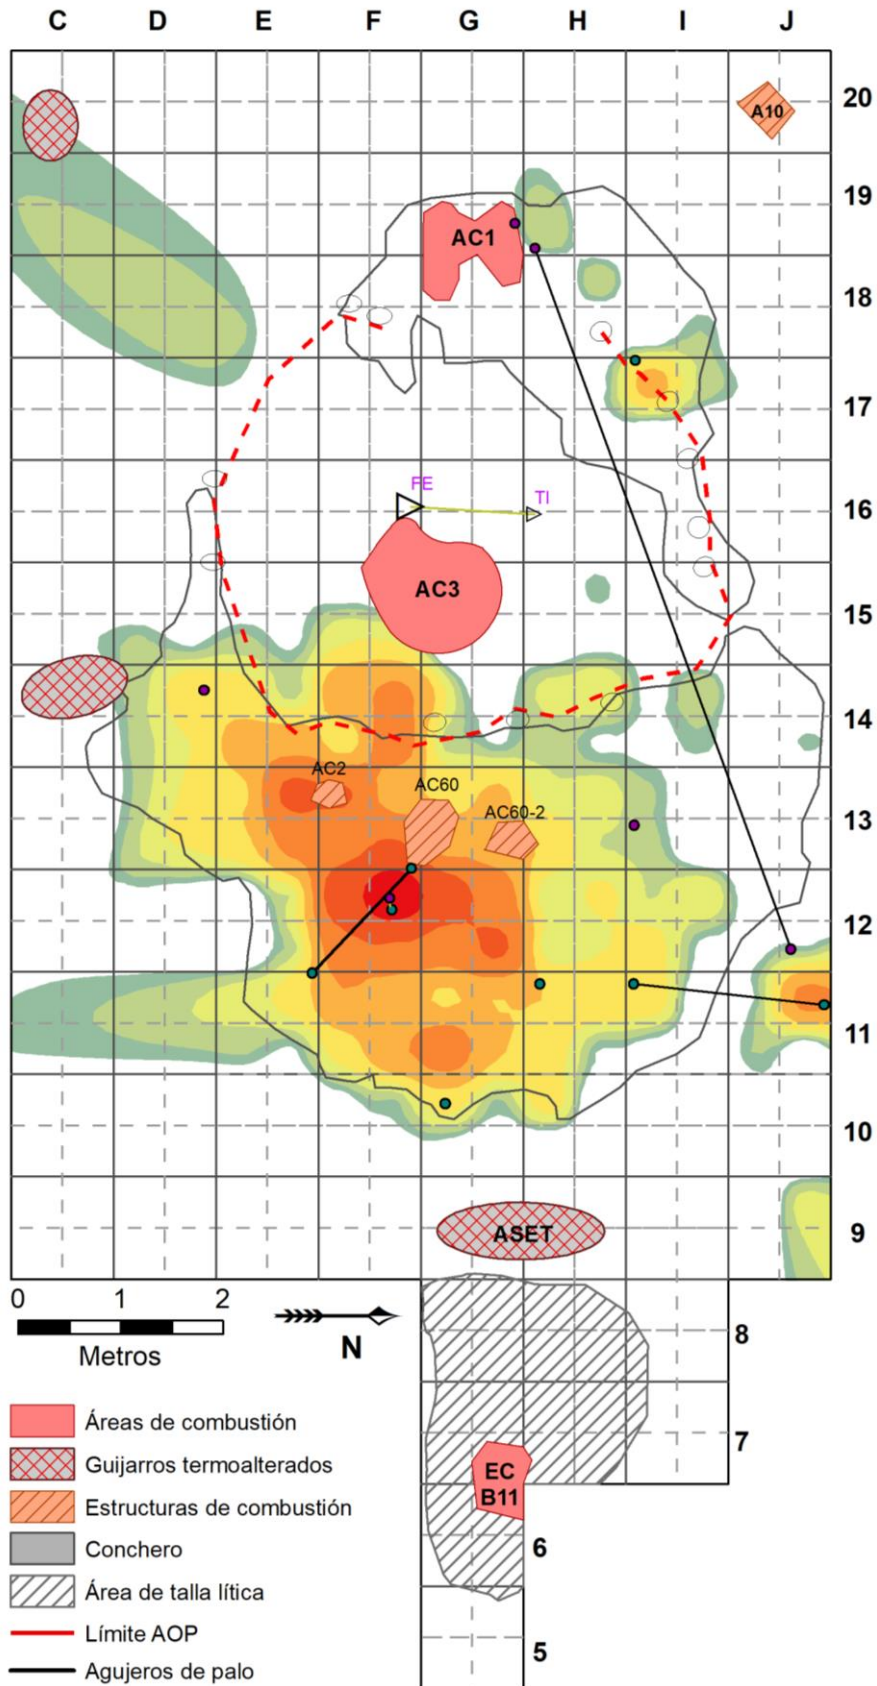 C D E F G H I J
20
A10
19
AC1
18
17
FE
TI
16
AC3
15
14
AC2
AC60
AC60-2
13
12
11
10
ASET
9
0 1 2
Metros
N
8
7
EC
B11
6
5
Áreas de combustión
Guijarros termoalterados
Estructuras de combustión
Conchero
Área de talla lítica
Límite AOP
Agujeros de palo